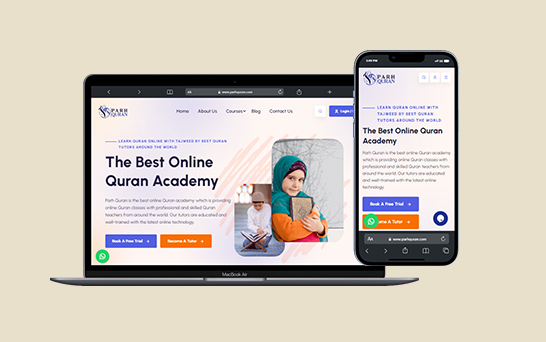 www.parhquran.com
PARH
QURAN
Home About Us Courses Blog Contact Us
Login /
LEARN QURAN ONLINE WITH
TAJWEED BY BEST QURAN
TUTORS AROUND THE WORLD
The Best Online
Quran Academy
Parh Quran is the best online Quran academy which is providing
online Quran classes with professional and skilled Quran
teachers from around the world. Our tutors are educated and
well-trained with the latest online technology.
Book A Free Trial
Become A Tutor
MacBook Air
PARH
QURAN
LEARN QURAN ONLINE WITH
TAJWEED BY BEST QURAN
TUTORS AROUND THE WORLD
The Best Online Quran
Academy
Parh Quran is the best online Quran academy
which is providing online Quran classes with
professional and skilled Quran teachers
from around the world. Our tutors are educated
and well-trained with the latest online
technology.
Book A Free Trial
Become A Tutor
AA www.parhquran.com